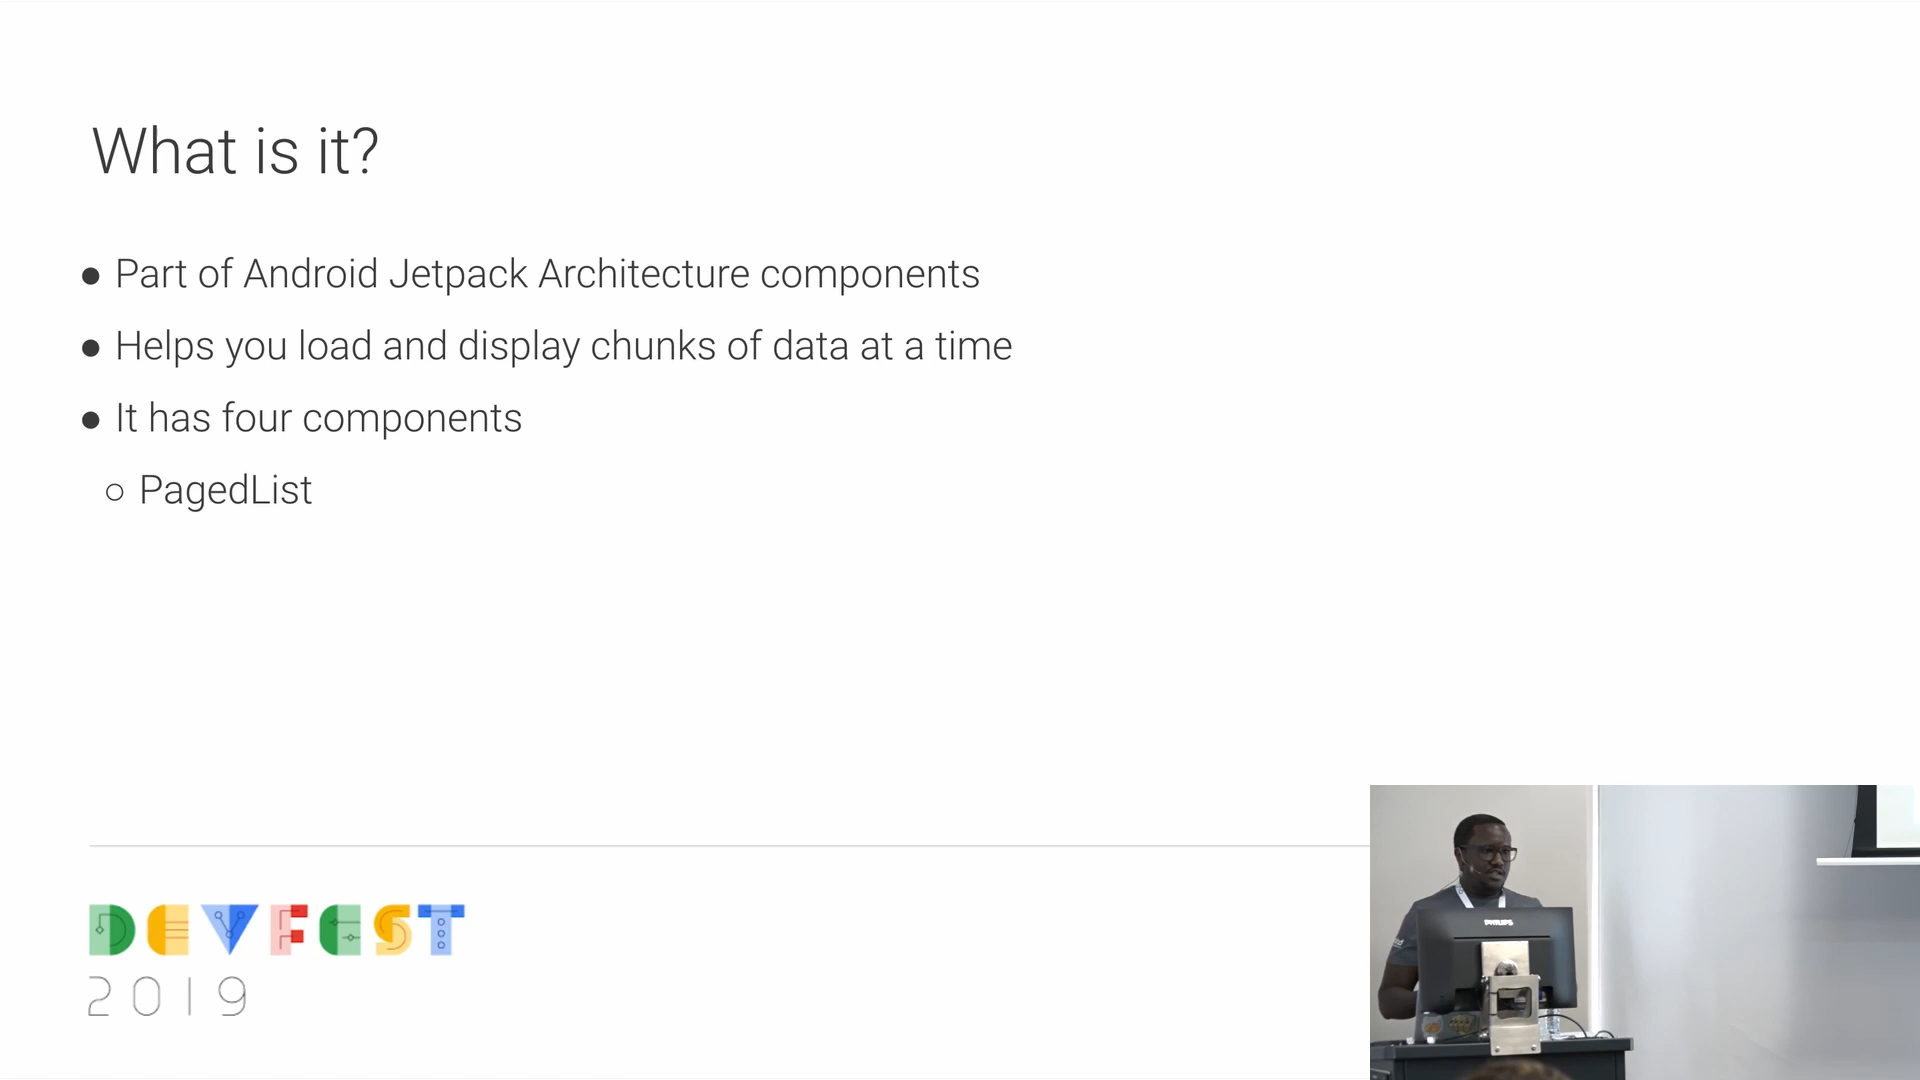 What is it?
● Part of Android Jetpack Architecture components
● Helps you load and display chunks of data at a time
● It has four components
○ PagedList
DEVFEST
2019
PHILIPS